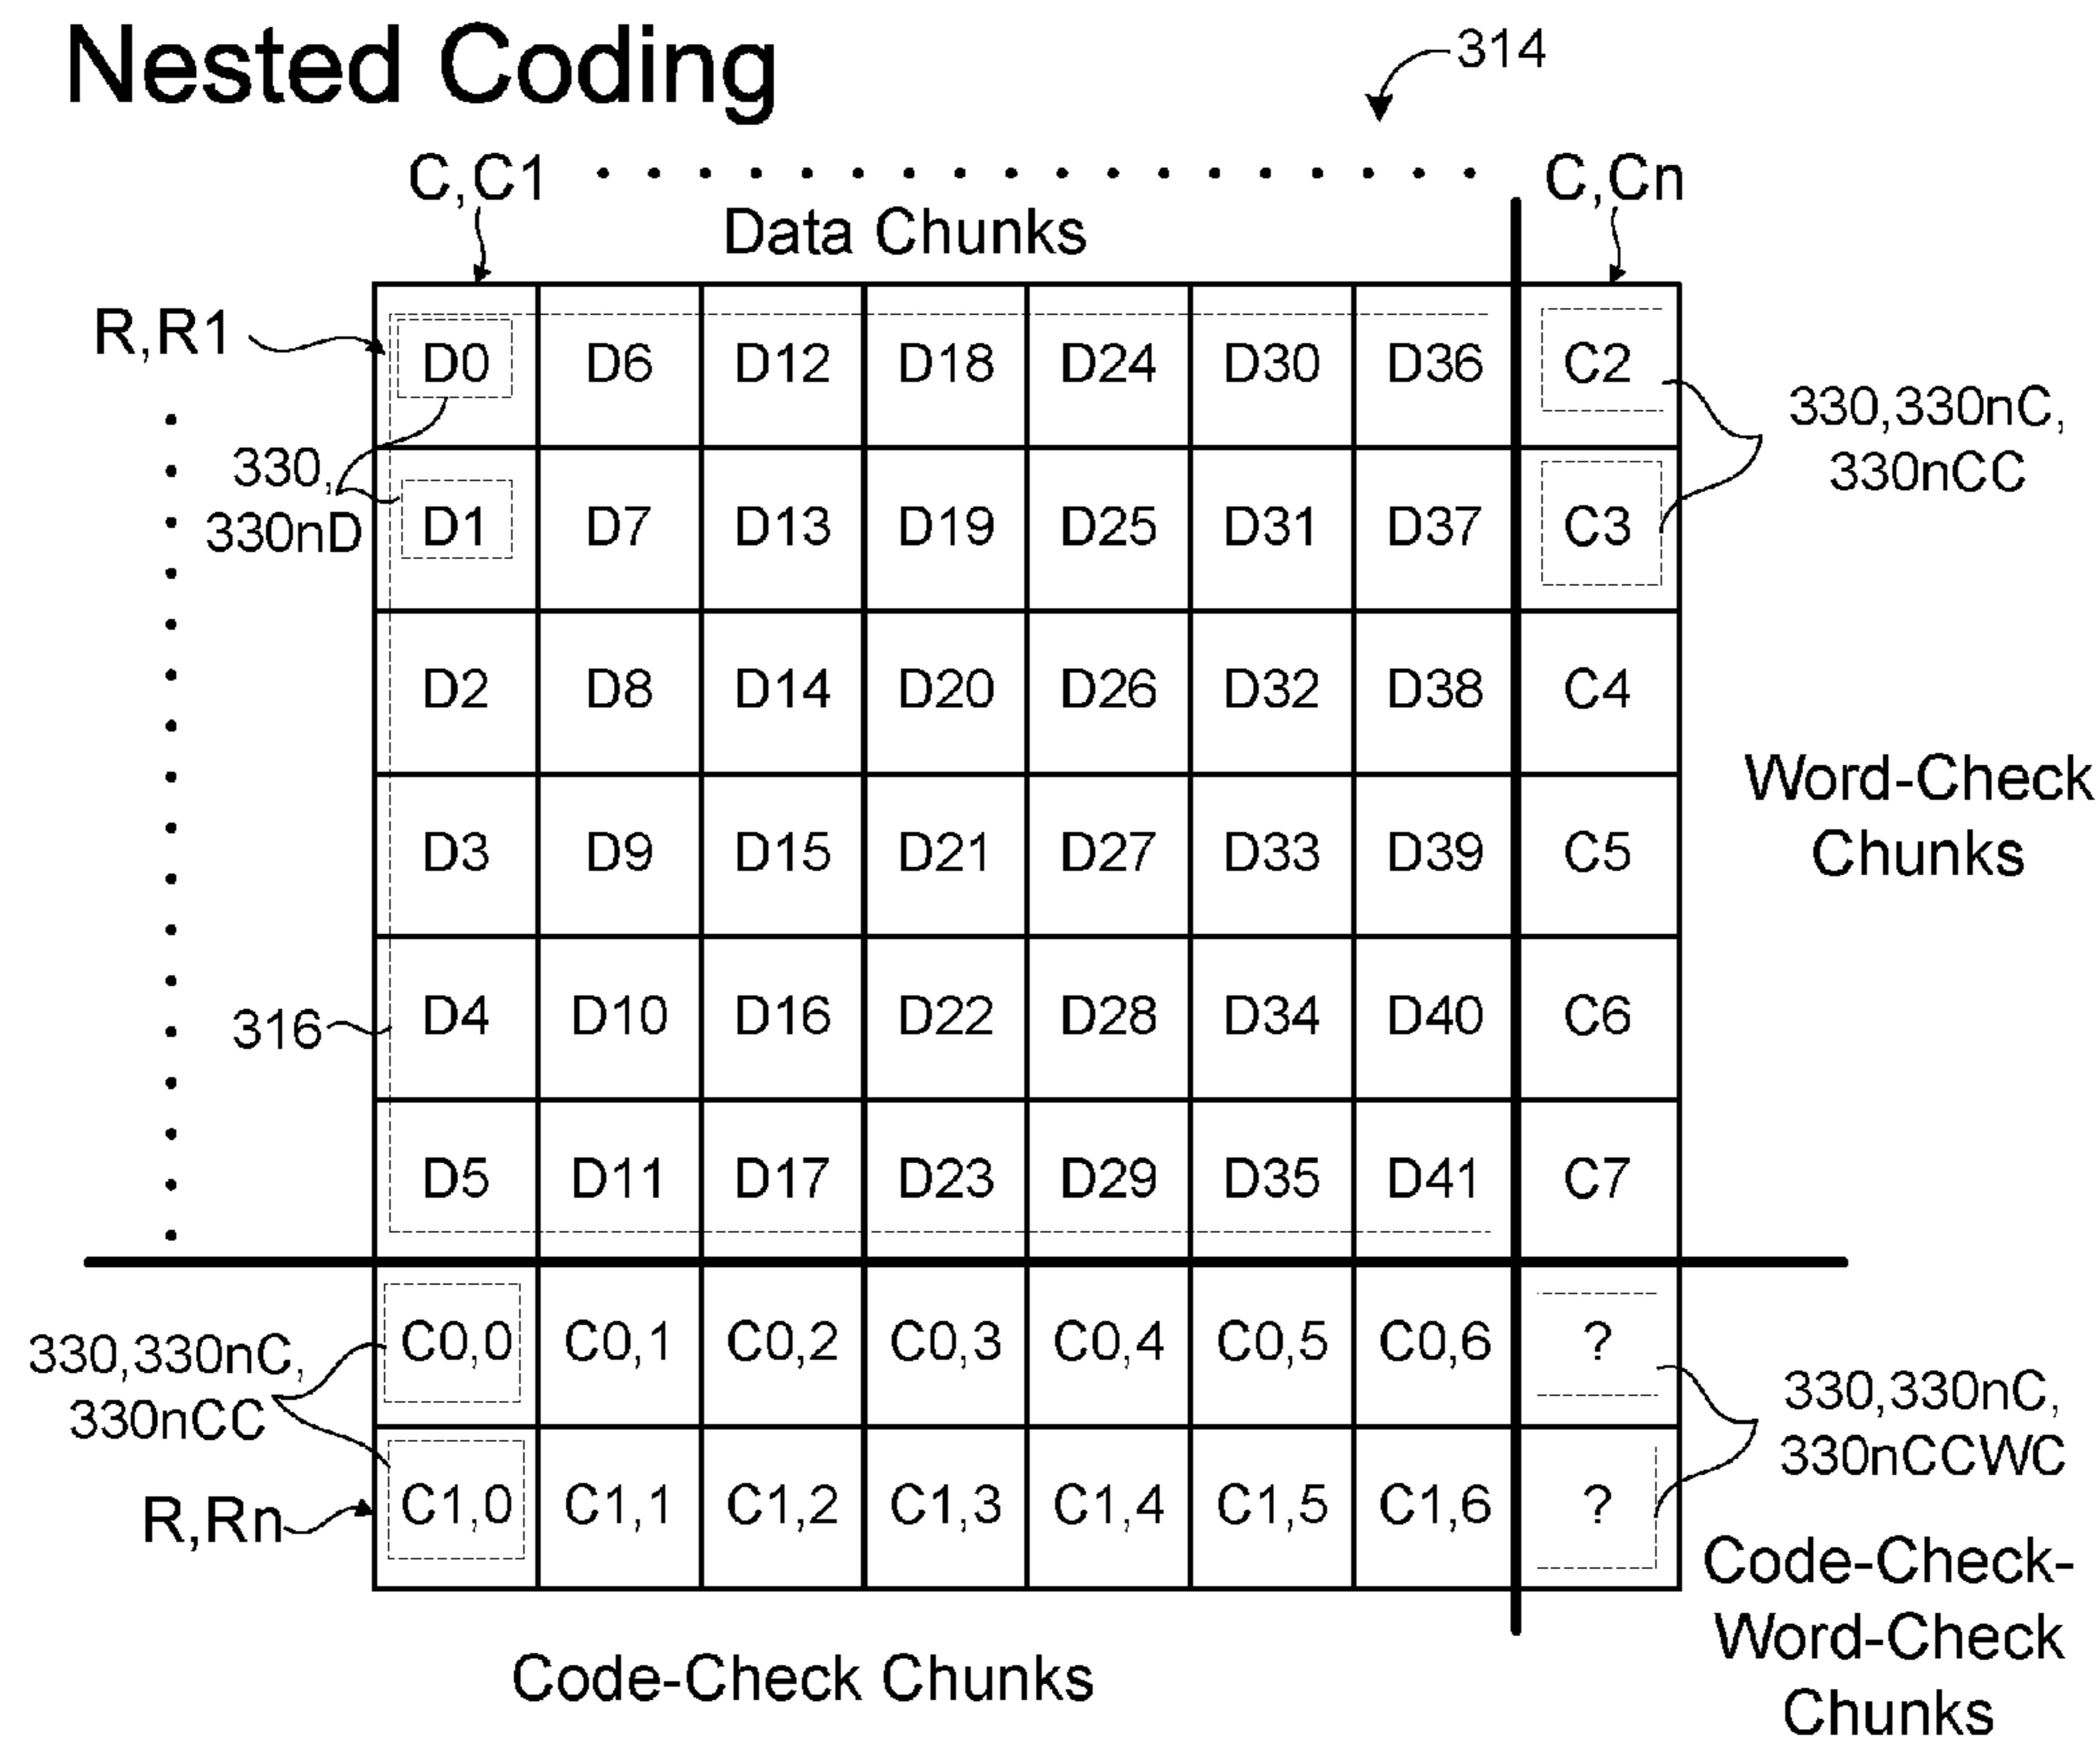 Nested Coding
314
C,C1 . . . . . . . . . . . . . . . . . . C,Cn
Data Chunks
R,R1
D0 D6 D12 D18 D24 D30 D36 C2
330,330nC,
330nCC
330,
330nD
D1 D7 D13 D19 D25 D31 D37 C3
D2 D8 D14 D20 D26 D32 D38 C4
Word-Check
Chunks
D3 D9 D15 D21 D27 D33 D39 C5
316
D4 D10 D16 D22 D28 D34 D40 C6
D5 D11 D17 D23 D29 D35 D41 C7
330,330nC,
330nCC
C0,0 C0,1 C0,2 C0,3 C0,4 C0,5 C0,6 ?
330,330nC,
330nCCWC
R,Rn
C1,0 C1,1 C1,2 C1,3 C1,4 C1,5 C1,6 ?
Code-Check-
Word-Check
Chunks
Code-Check Chunks